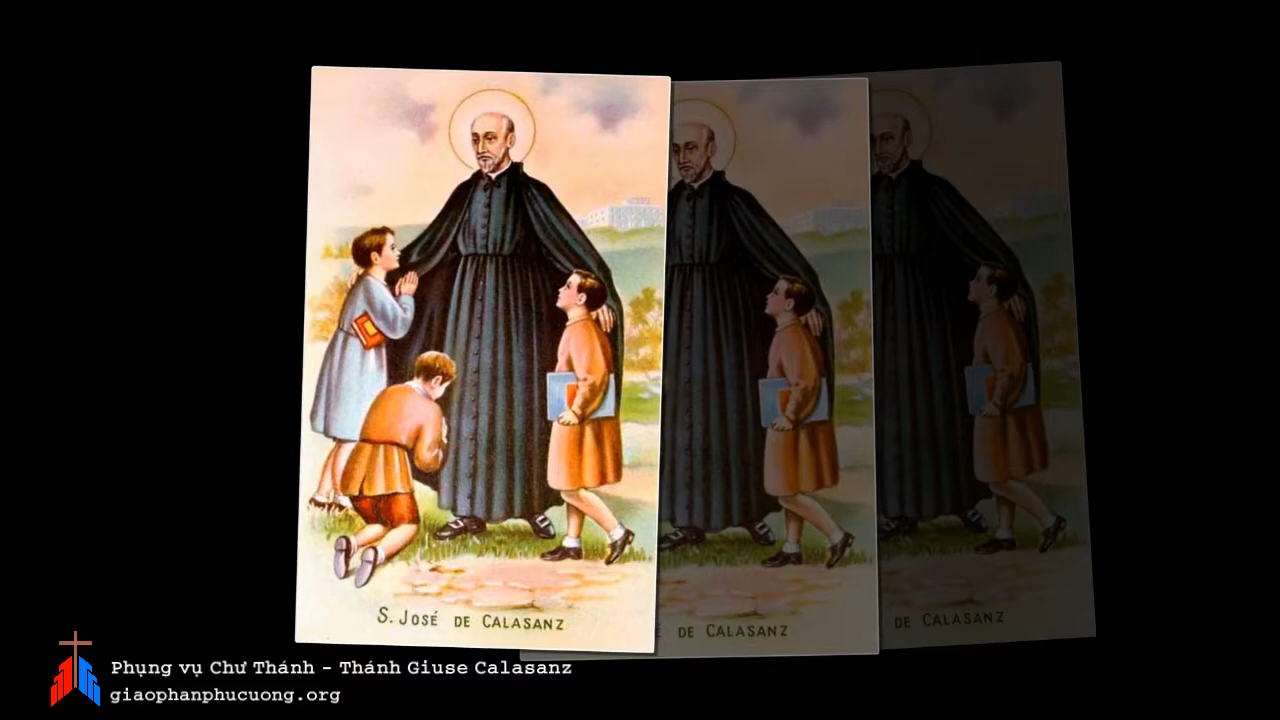 S. JOSÉ DE CALASANZ
É DE CALASANZ
DE CALASANZ
Phụng vụ Chư Thánh - Thánh Giuse Calasanz
giaophanphucuong.org